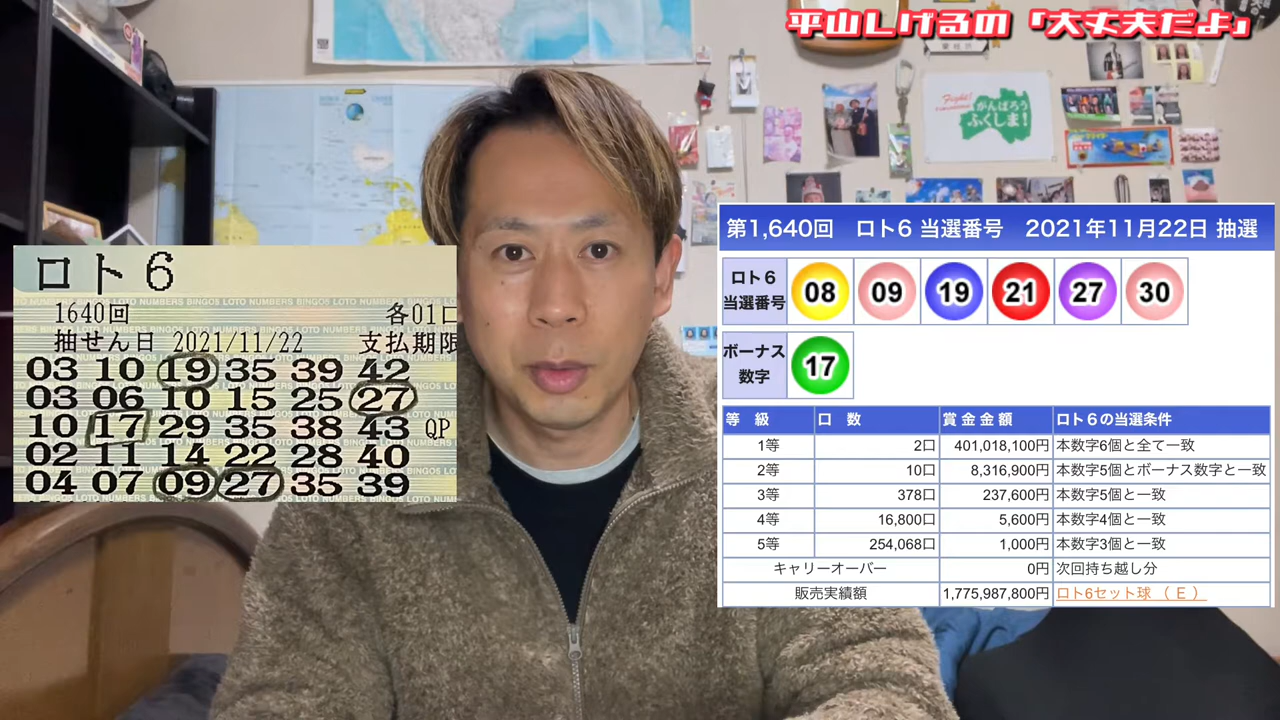 平山しげるの「大丈夫だよ」
Fight!
がんばろう
ふくしま!
ロト6
1640回 各01口
抽せん日 2021/11/22 支払期限
03 10 19 35 39 42
03 06 10 15 25 27
10 17 29 35 38 43 QP
02 11 14 22 28 40
04 07 09 27 35 39
第1,640回 ロト6 当選番号 2021年11月22日 抽選
ロト6
当選番号
08 09 19 21 27 30
ボーナス
数字
17
等 級 口 数 賞金金額 ロト6の当選条件
1等 2口 401,018,100円 本数字6個と全て一致
2等 10口 8,316,900円 本数字5個とボーナス数字と一致
3等 378口 237,600円 本数字5個と一致
4等 16,800口 5,600円 本数字4個と一致
5等 254,068口 1,000円 本数字3個と一致
キャリーオーバー 0円 次回持ち越し分
販売実績額 1,775,987,800円 ロト6セット球 ( E )